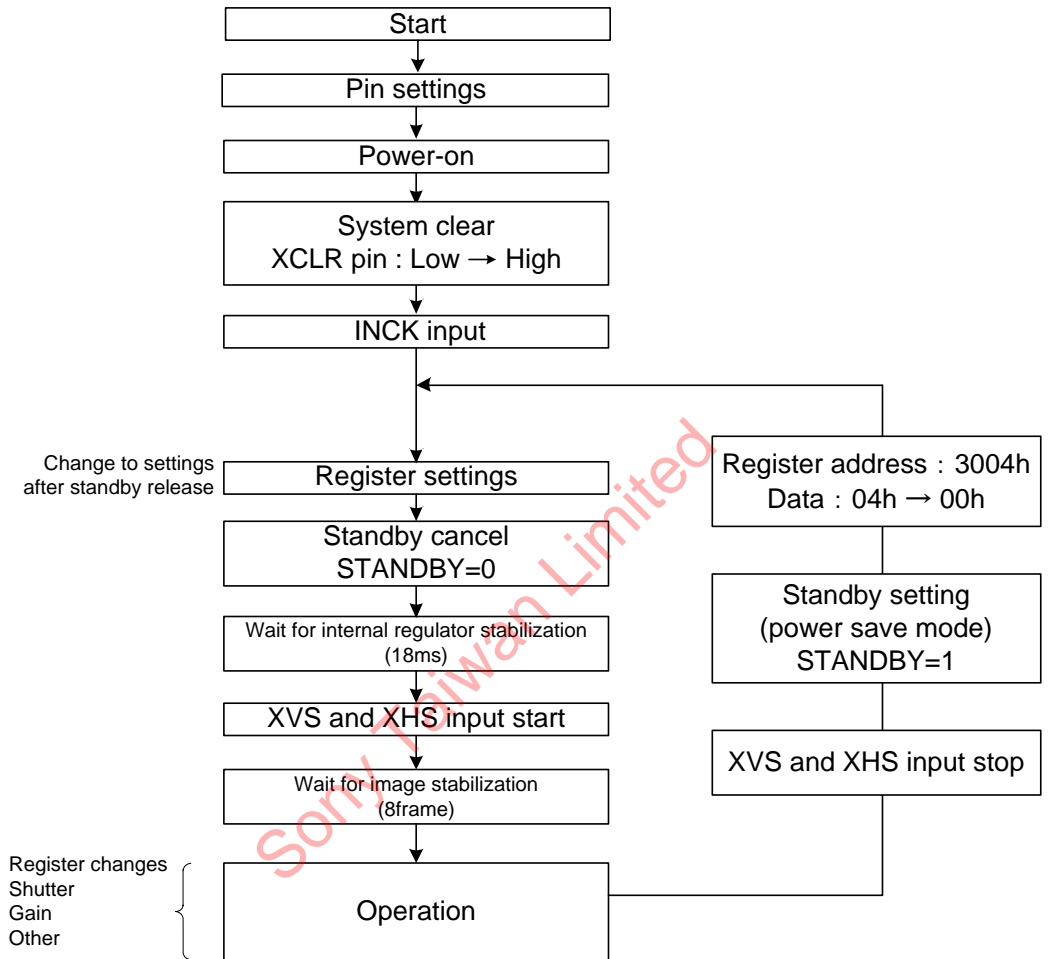 Start
Pin settings
Power-on
System clear
XCLR pin : Low → High
INCK input
Change to settings
after standby release
Register settings
Standby cancel
STANDBY=0
Wait for internal regulator stabilization
(18ms)
XVS and XHS input start
Wait for image stabilization
(8frame)
Register changes
Shutter
Gain
Other
Operation
XVS and XHS input stop
Standby setting
(power save mode)
STANDBY=1
Register address : 3004h
Data : 04h → 00h
Sony Taiwan Limited